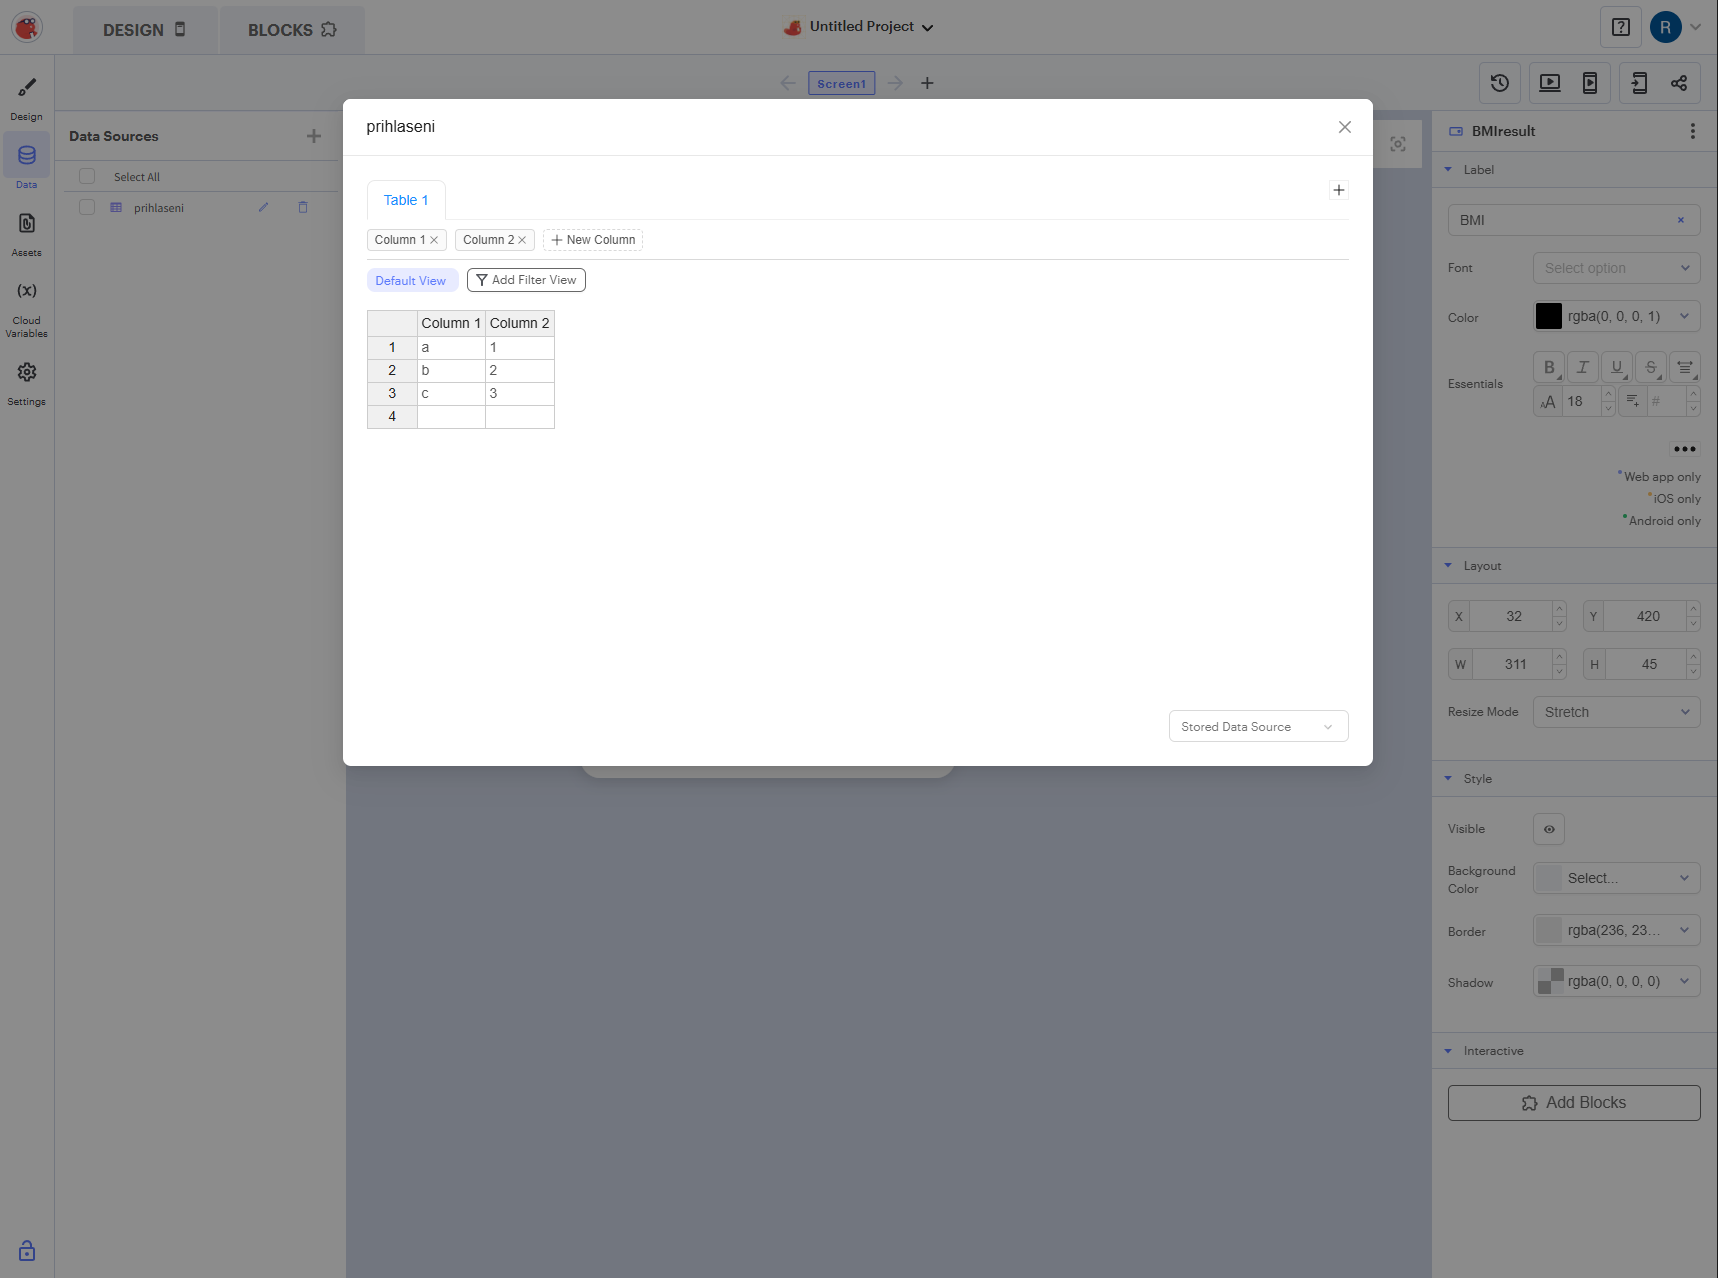 DESIGN
BLOCKS
Untitled Project
R
Screen1
Design
Data
Assets
(x)
Cloud
Variables
Settings
Data Sources
Select All
prihlaseni
prihlaseni
Table 1
Column 1
Column 2
New Column
Default View
Add Filter View
Column 1 Column 2
1 a 1
2 b 2
3 c 3
4
Stored Data Source
BMIresult
Label
BMI
Font
Select option
Color
rgba(0, 0, 0, 1)
Essentials
B I U S
AA 18 #
Web app only
iOS only
Android only
Layout
X 32 Y 420
W 311 H 45
Resize Mode
Stretch
Style
Visible
Background
Color
Select...
Border
rgba(236, 23...
Shadow
rgba(0, 0, 0, 0)
Interactive
Add Blocks